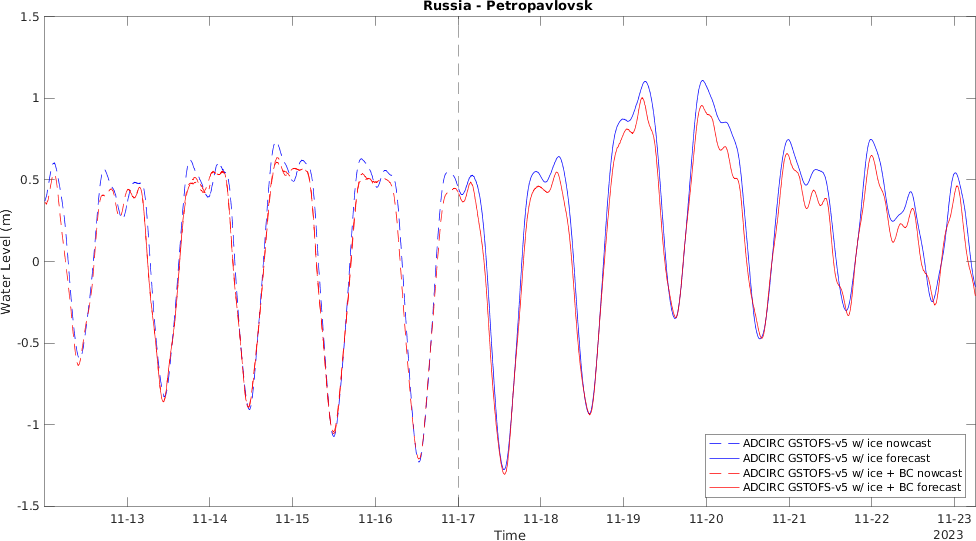 Russia - Petropavlovsk
1.5
1
0.5
0
-0.5
-1
-1.5
Water Level (m)
ADCIRC GSTOFS-v5 w/ ice nowcast
ADCIRC GSTOFS-v5 w/ ice forecast
ADCIRC GSTOFS-v5 w/ ice + BC nowcast
ADCIRC GSTOFS-v5 w/ ice + BC forecast
11-13 11-14 11-15 11-16 11-17 11-18 11-19 11-20 11-21 11-22 11-23
Time 2023